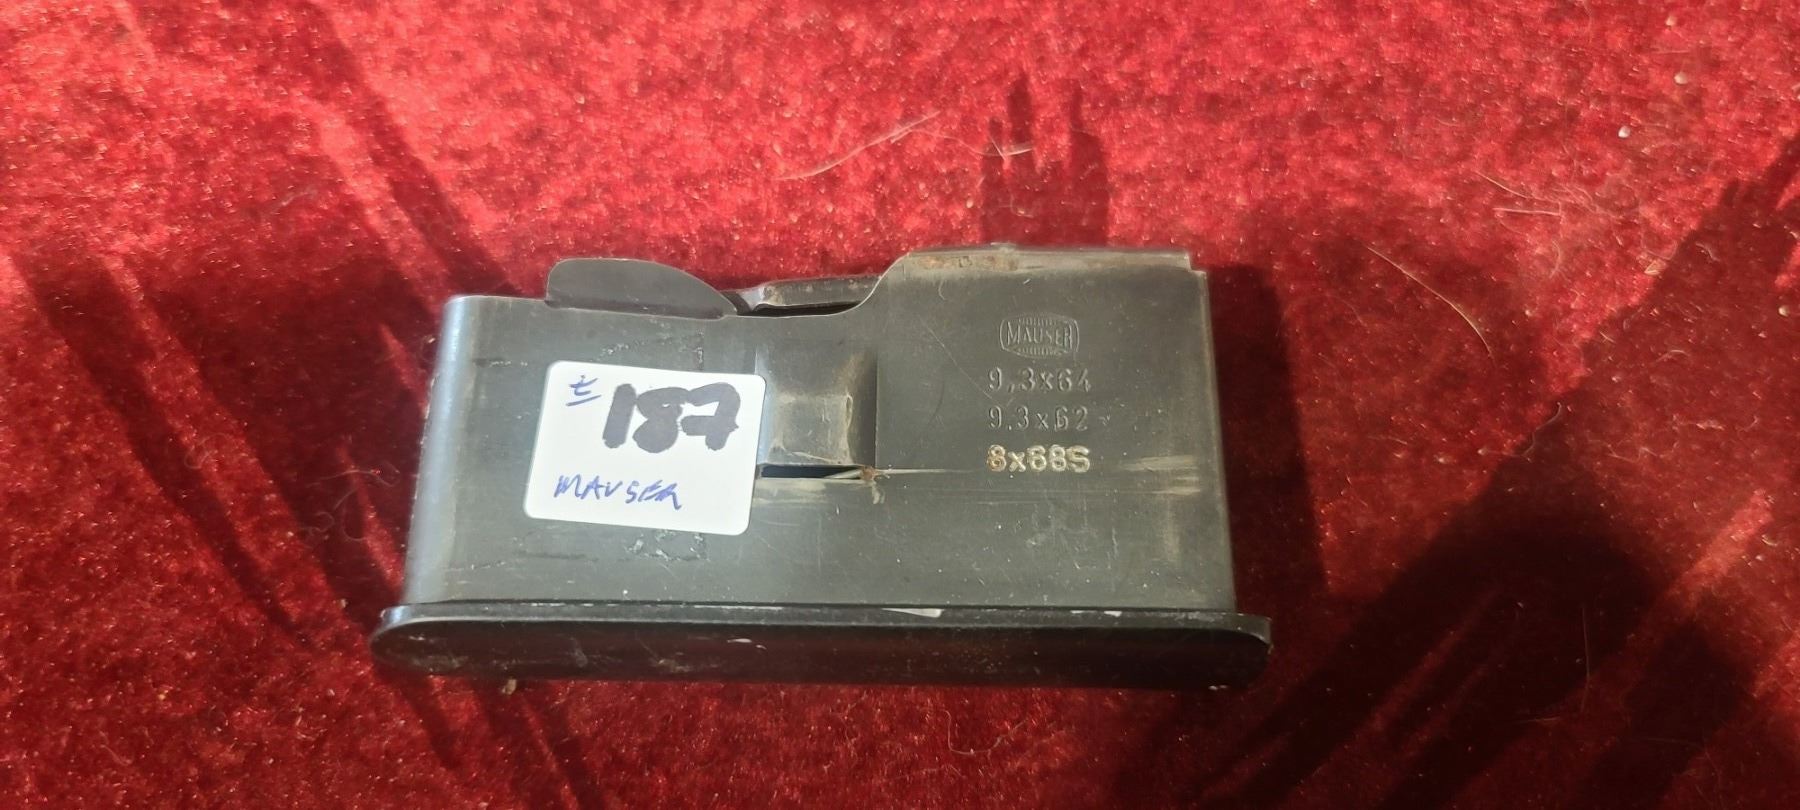 t
187
MAUSER
MAUSER
9,3x64
9.3x62
8x68S